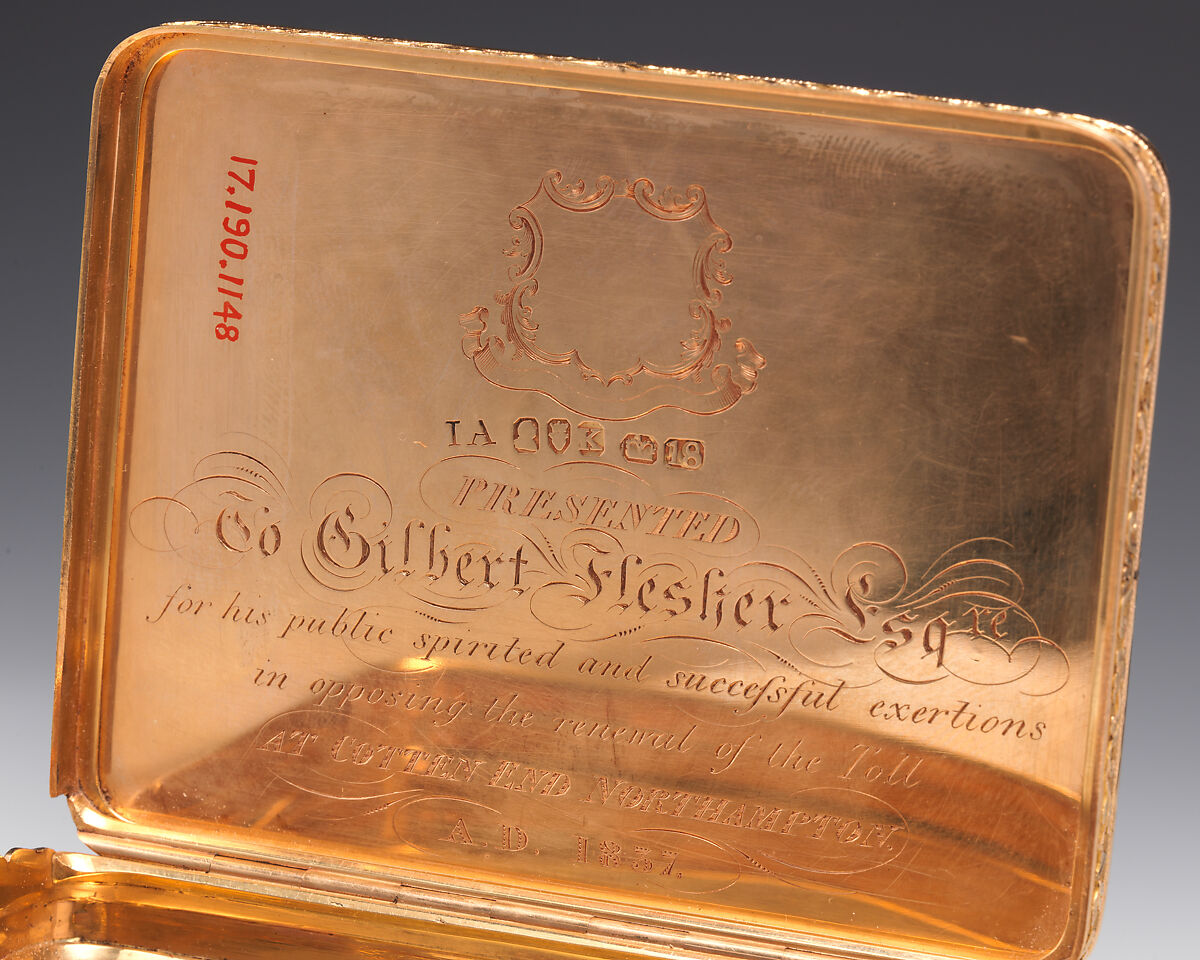 17.190.1148
IA K 18
PRESENTED
To Gilbert Flesher Esqre
for his public spirited and succeſsful exertions
in opposing the renewal of the Toll
AT COTTEN END NORTHAMPTON.
A.D. 1837.